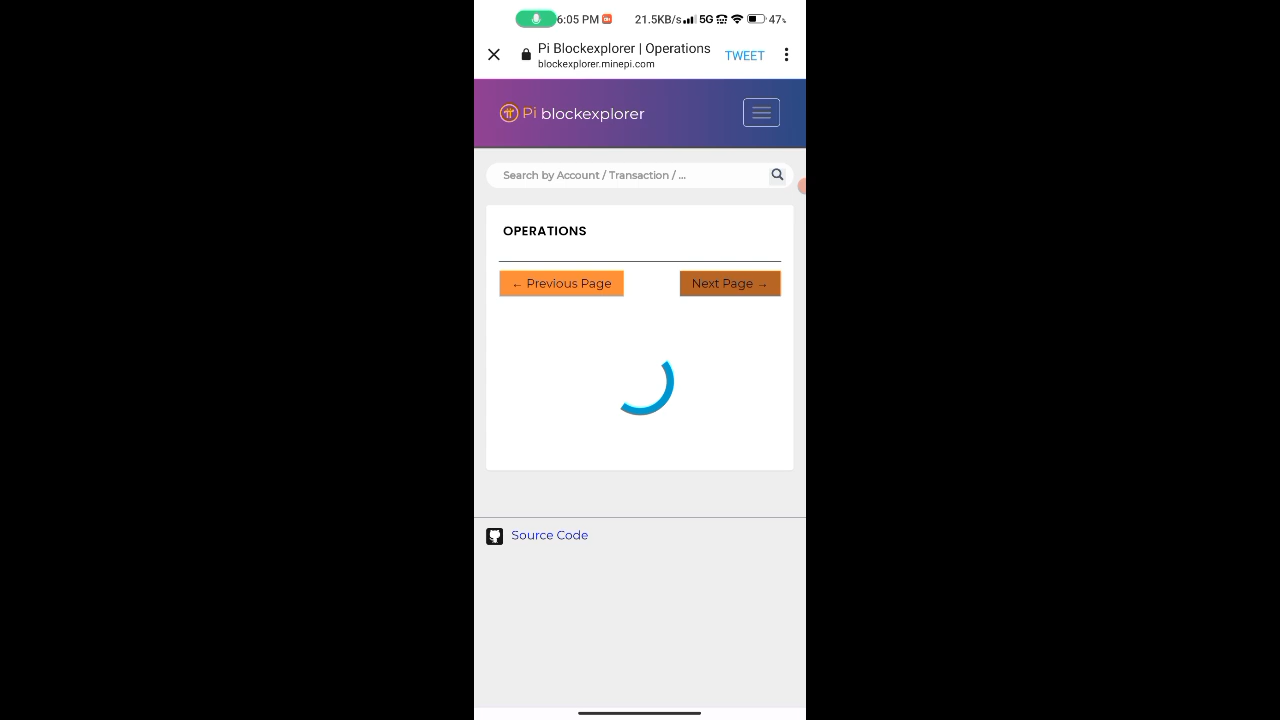 6:05 PM 21.5KB/s 5G 47%
Pi Blockexplorer | Operations
blockexplorer.minepi.com
TWEET
Pi blockexplorer
Search by Account / Transaction / ...
OPERATIONS
← Previous Page
Next Page →
Source Code